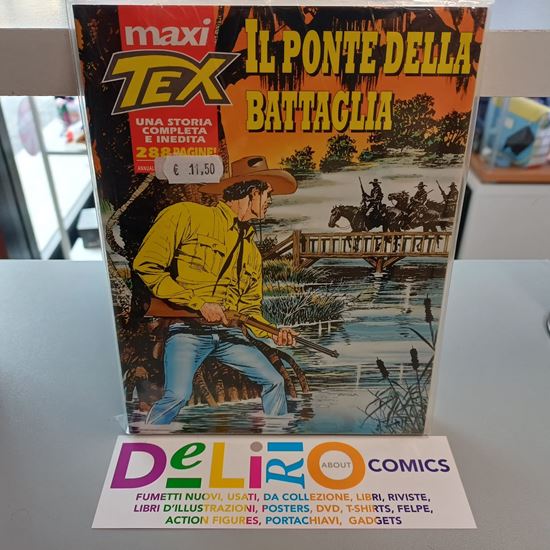 maxi
TEX
IL PONTE DELLA
BATTAGLIA
UNA STORIA
COMPLETA
E INEDITA
288 PAGINE!
ANNUAL
€ 11,50
DeLiRiO
ABOUT
COMICS
FUMETTI NUOVI, USATI, DA COLLEZIONE, LIBRI, RIVISTE,
LIBRI D'ILLUSTRAZIONI, POSTERS, DVD, T-SHIRTS, FELPE,
ACTION FIGURES, PORTACHIAVI, GADGETS